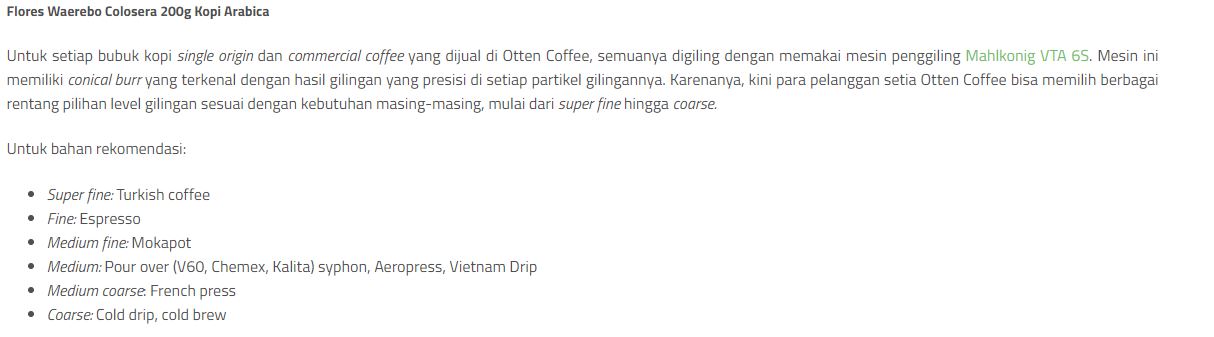 Flores Waerebo Colosera 200g Kopi Arabica
Untuk setiap bubuk kopi single origin dan commercial coffee yang dijual di Otten Coffee, semuanya digiling dengan memakai mesin penggiling Mahlkonig VTA 6S. Mesin ini
memiliki conical burr yang terkenal dengan hasil gilingan yang presisi di setiap partikel gilingannya. Karenanya, kini para pelanggan setia Otten Coffee bisa memilih berbagai
rentang pilihan level gilingan sesuai dengan kebutuhan masing-masing, mulai dari super fine hingga coarse.
Untuk bahan rekomendasi:
• Super fine: Turkish coffee
• Fine: Espresso
• Medium fine: Mokapot
• Medium: Pour over (V60, Chemex, Kalita) syphon, Aeropress, Vietnam Drip
• Medium coarse: French press
• Coarse: Cold drip, cold brew